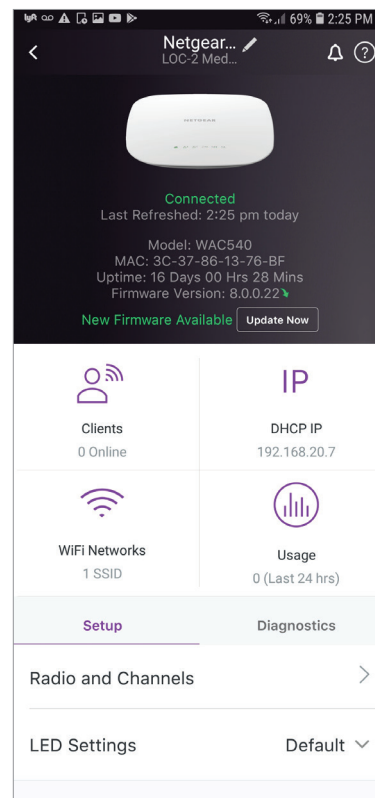 lyft 69% 2:25 PM
Netgear...
LOC-2 Med...
NETGEAR
Connected
Last Refreshed: 2:25 pm today
Model: WAC540
MAC: 3C-37-86-13-76-BF
Uptime: 16 Days 00 Hrs 28 Mins
Firmware Version: 8.0.0.22
New Firmware Available Update Now
IP
Clients DHCP IP
0 Online 192.168.20.7
WiFi Networks Usage
1 SSID 0 (Last 24 hrs)
Setup Diagnostics
Radio and Channels
LED Settings Default